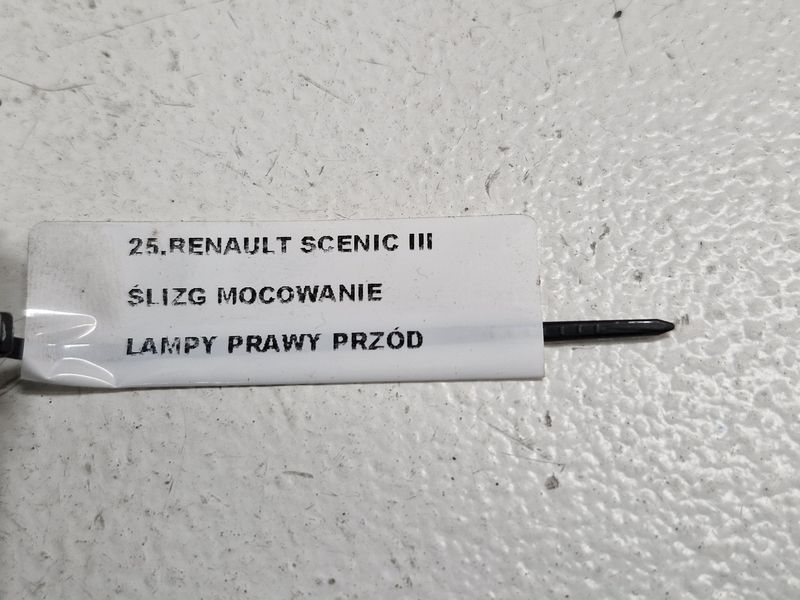 25.RENAULT SCENIC III
ŚLIZG MOCOWANIE
LAMPY PRAWY PRZÓD